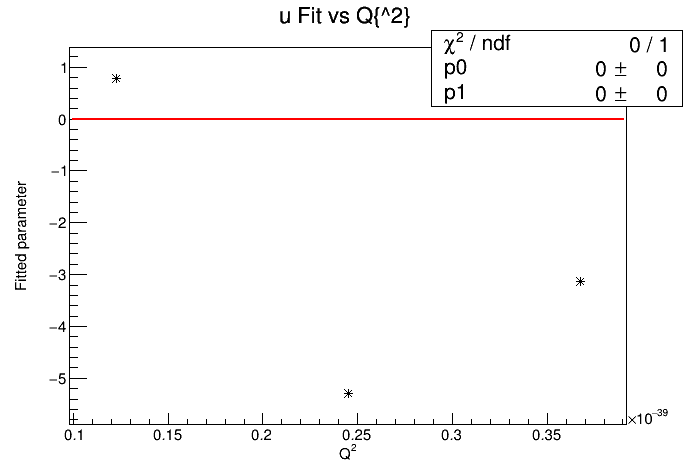 u Fit vs Q{^2}
χ² / ndf 0 / 1
p0 0 ± 0
p1 0 ± 0
Fitted parameter
1
0
−1
−2
−3
−4
−5
0.1 0.15 0.2 0.25 0.3 0.35
×10⁻³⁹
Q²